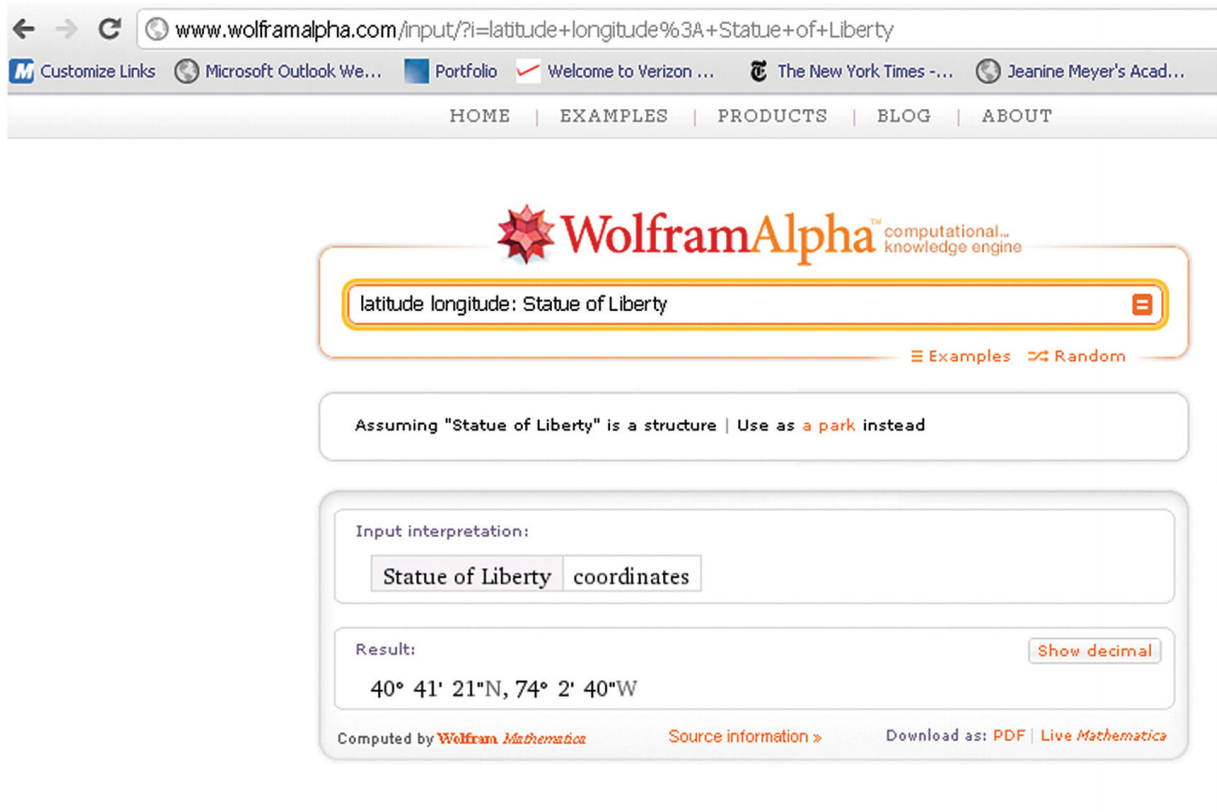 www.wolframalpha.com/input/?i=latitude+longitude%3A+Statue+of+Liberty
Customize Links Microsoft Outlook We... Portfolio Welcome to Verizon ... The New York Times -... Jeanine Meyer's Acad...
HOME | EXAMPLES | PRODUCTS | BLOG | ABOUT
WolframAlpha™ computational... knowledge engine
latitude longitude: Statue of Liberty
Examples Random
Assuming "Statue of Liberty" is a structure | Use as a park instead
Input interpretation:
Statue of Liberty coordinates
Result: Show decimal
40° 41' 21"N, 74° 2' 40"W
Computed by Wolfram Mathematica Source information » Download as: PDF | Live Mathematica